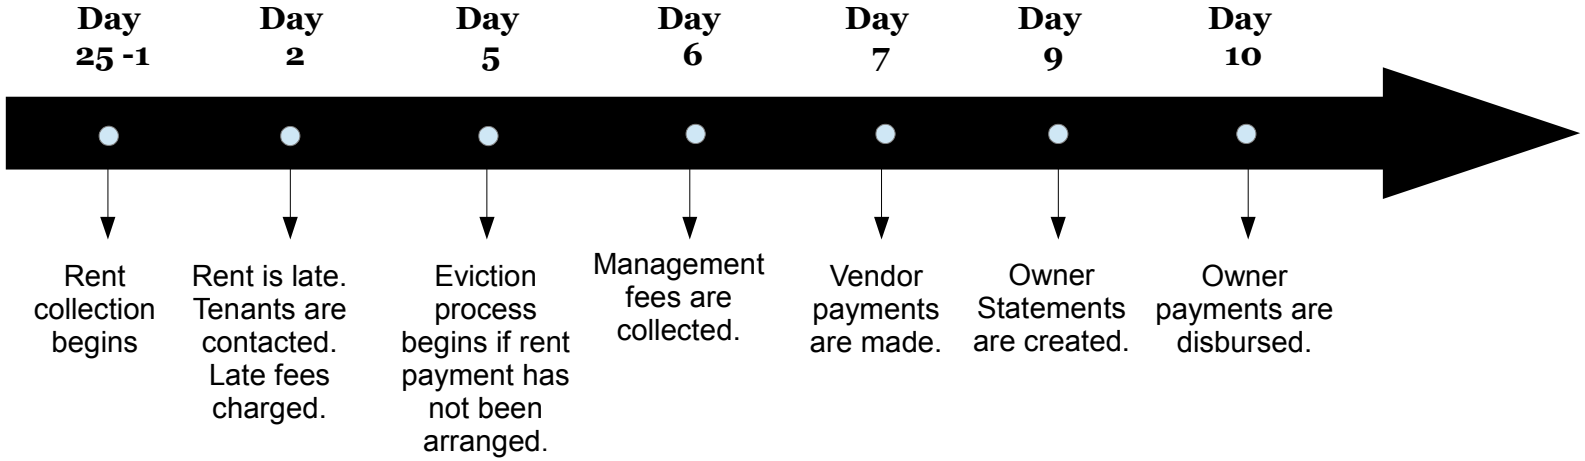 Day
25 -1
Day
2
Day
5
Day
6
Day
7
Day
9
Day
10
Rent
collection
begins
Rent is late.
Tenants are
contacted.
Late fees
charged.
Eviction
process
begins if rent
payment has
not been
arranged.
Management
fees are
collected.
Vendor
payments
are made.
Owner
Statements
are created.
Owner
payments are
disbursed.